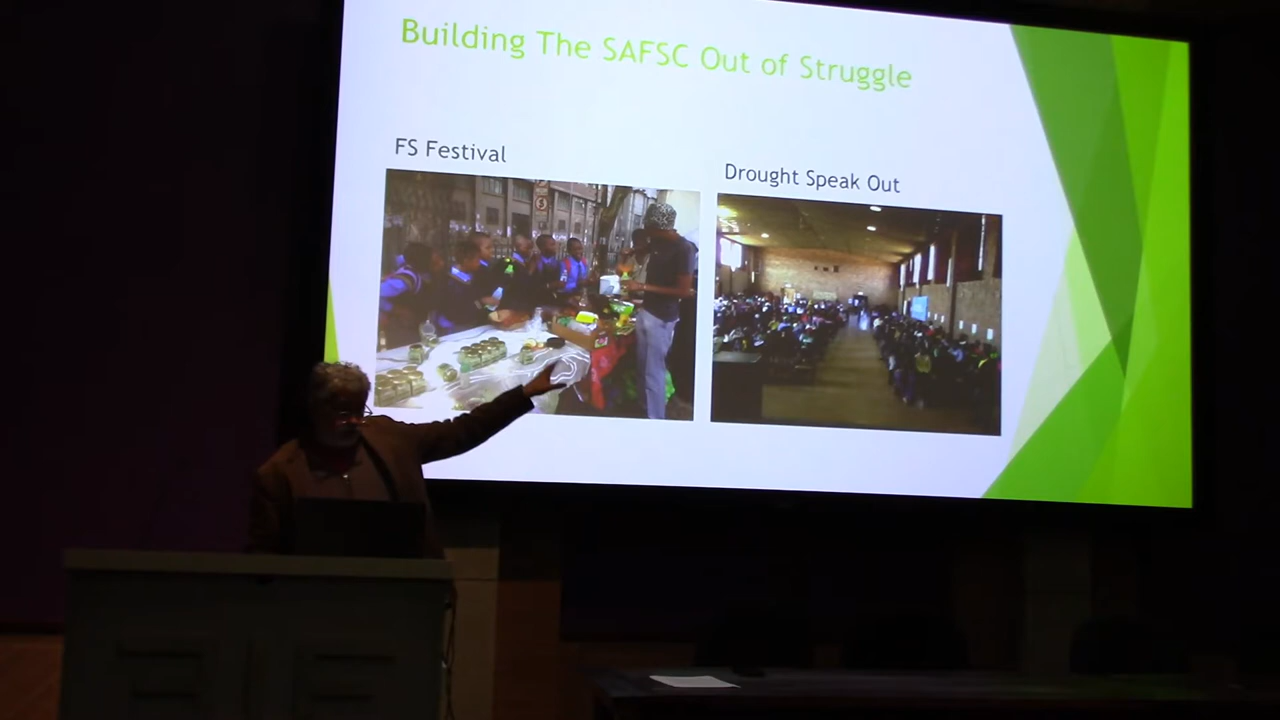 Building The SAFSC Out of Struggle
FS Festival
Drought Speak Out